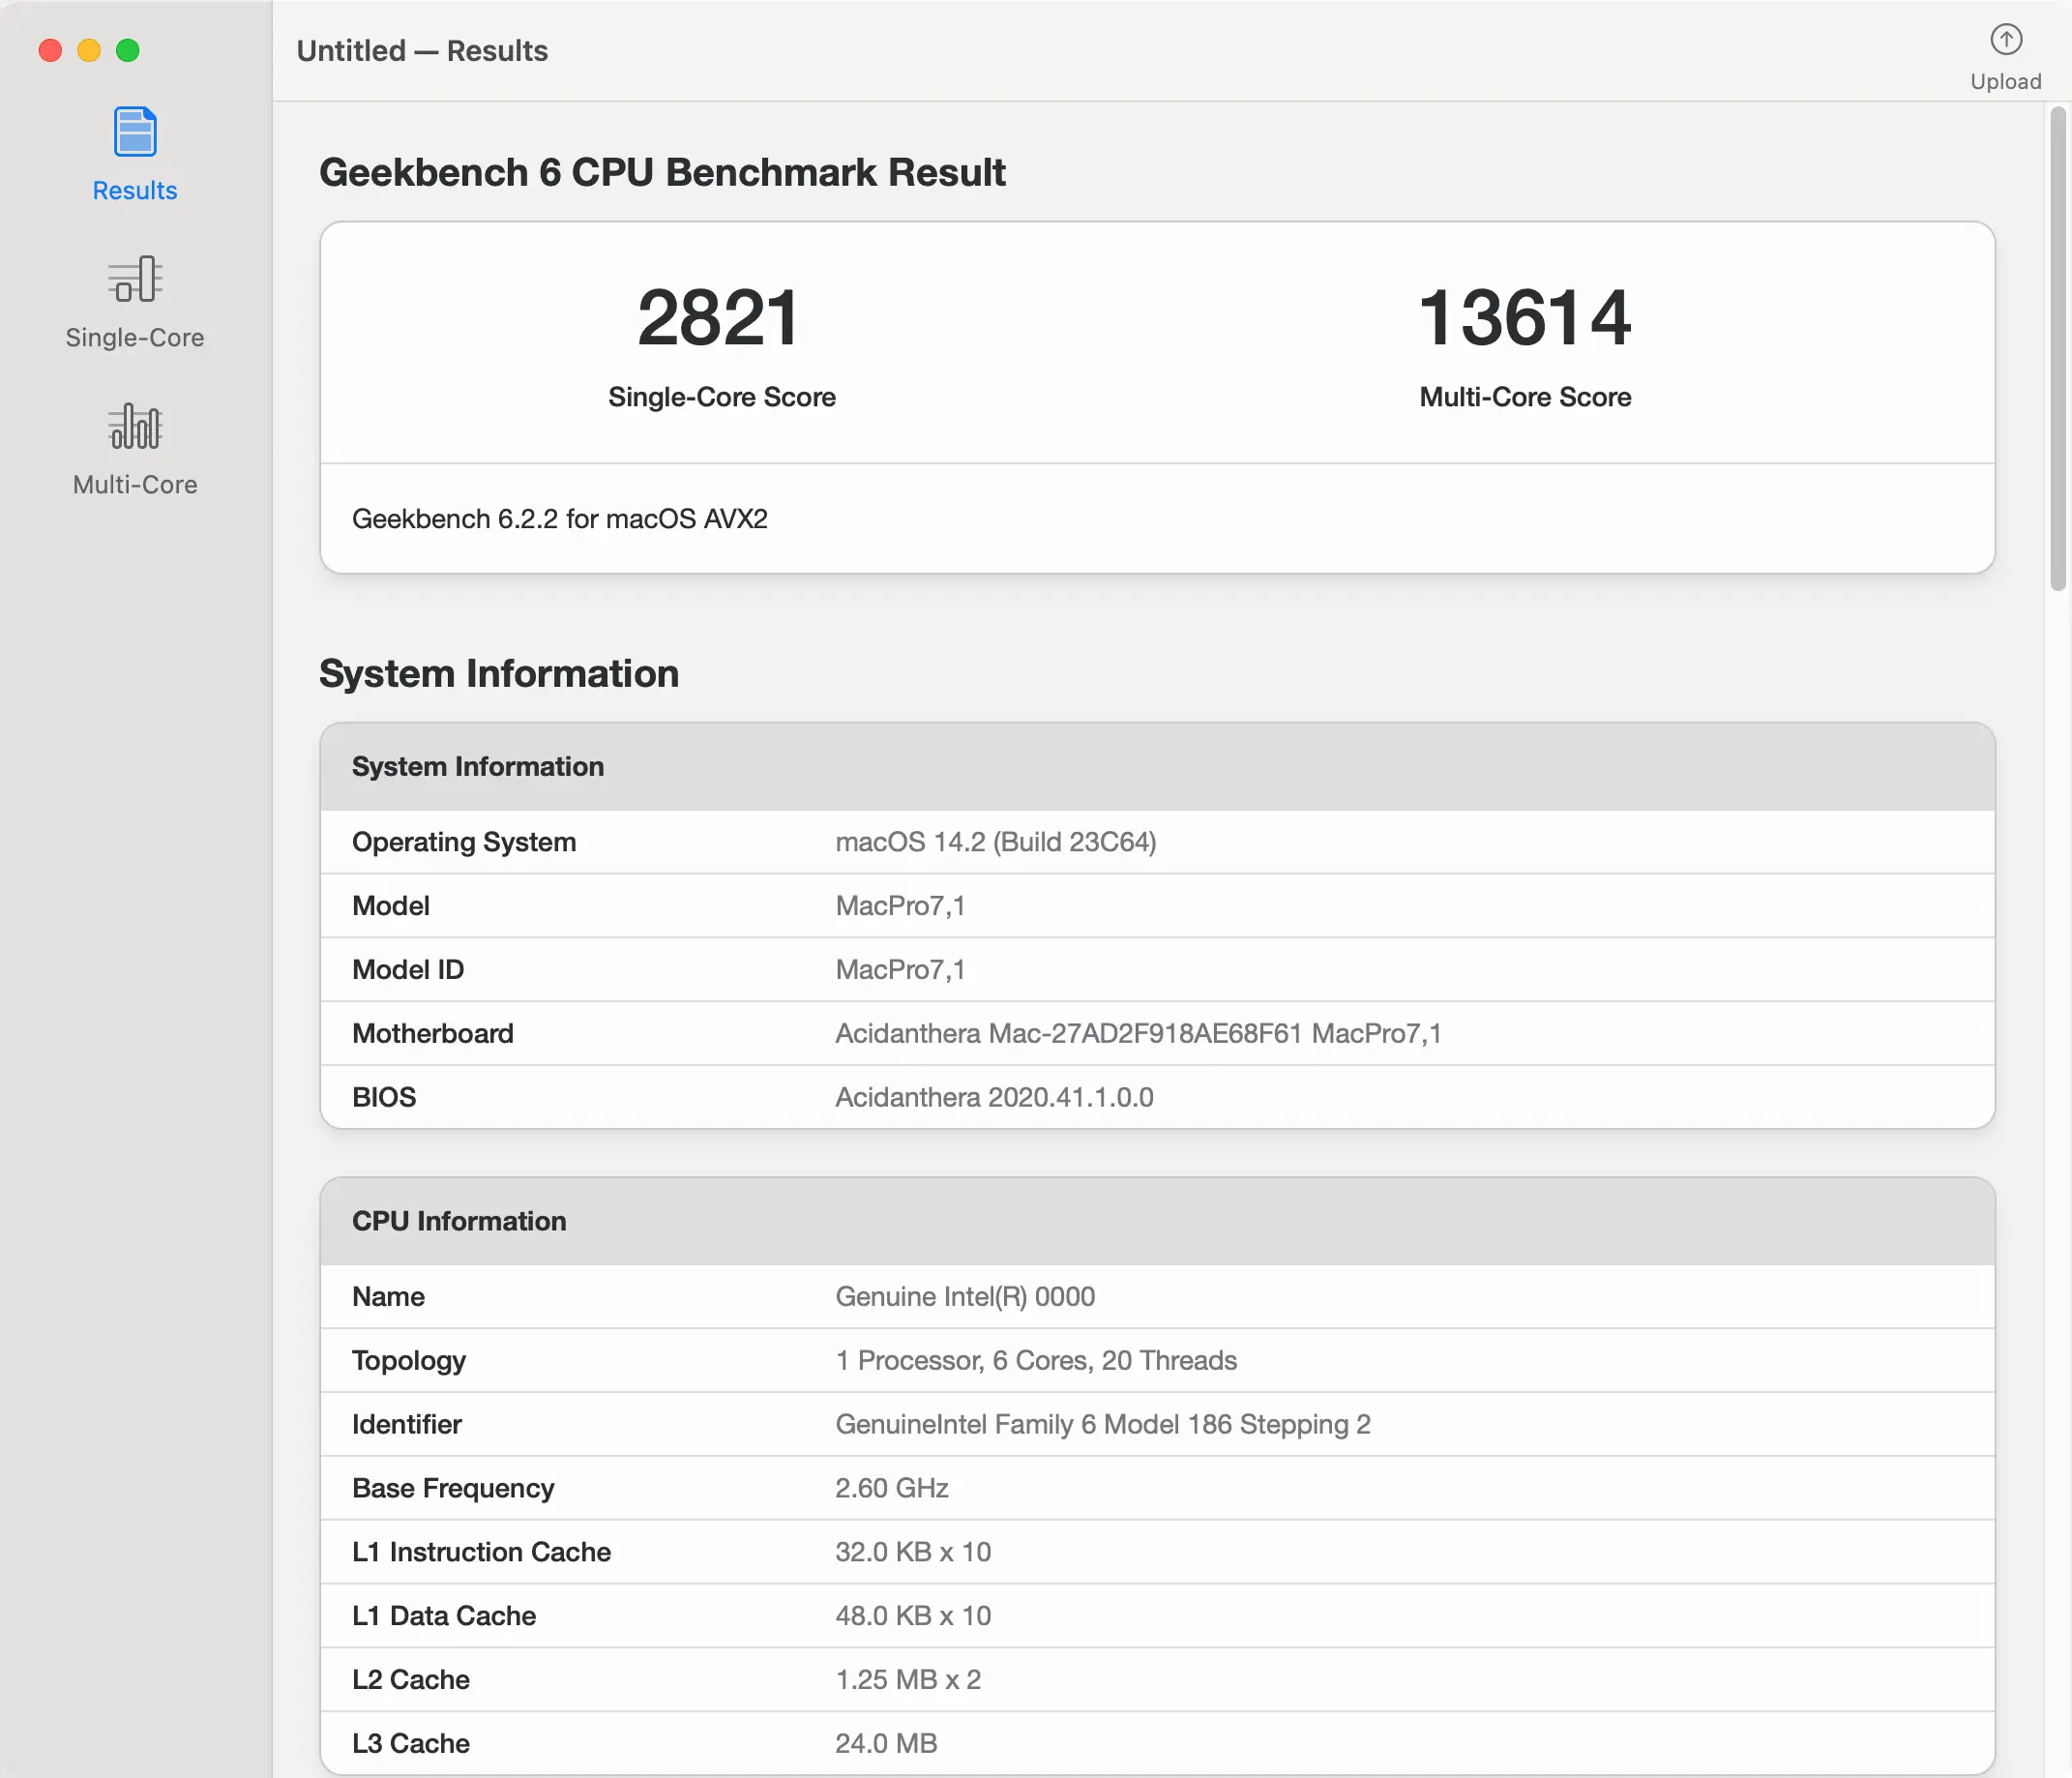 Untitled — Results
Upload
Results
Single-Core
Multi-Core
Geekbench 6 CPU Benchmark Result
2821
Single-Core Score
13614
Multi-Core Score
Geekbench 6.2.2 for macOS AVX2
System Information
System Information
Operating System macOS 14.2 (Build 23C64)
Model MacPro7,1
Model ID MacPro7,1
Motherboard Acidanthera Mac-27AD2F918AE68F61 MacPro7,1
BIOS Acidanthera 2020.41.1.0.0
CPU Information
Name Genuine Intel(R) 0000
Topology 1 Processor, 6 Cores, 20 Threads
Identifier GenuineIntel Family 6 Model 186 Stepping 2
Base Frequency 2.60 GHz
L1 Instruction Cache 32.0 KB x 10
L1 Data Cache 48.0 KB x 10
L2 Cache 1.25 MB x 2
L3 Cache 24.0 MB